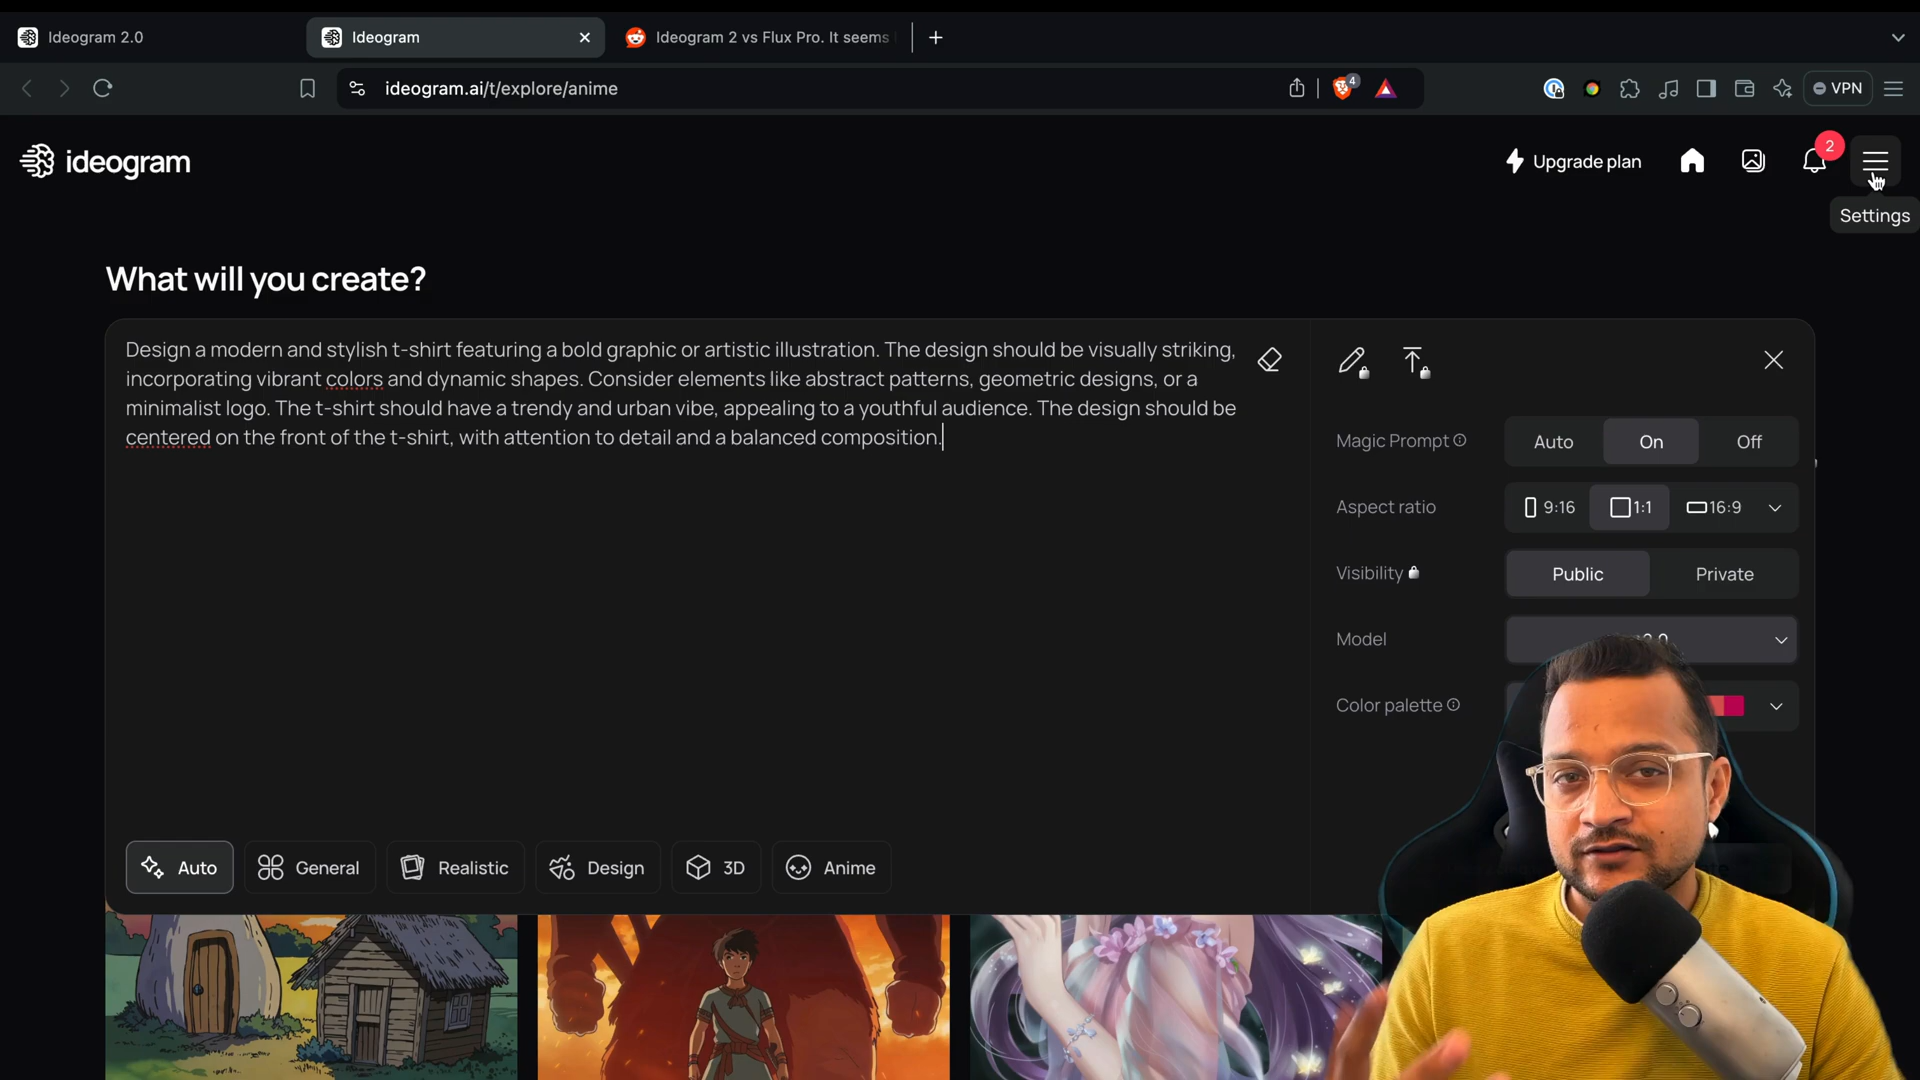 Ideogram 2.0
Ideogram
Ideogram 2 vs Flux Pro. It seems
ideogram.ai/t/explore/anime
4
VPN
ideogram
Upgrade plan
2
Settings
What will you create?
Design a modern and stylish t-shirt featuring a bold graphic or artistic illustration. The design should be visually striking,
incorporating vibrant colors and dynamic shapes. Consider elements like abstract patterns, geometric designs, or a
minimalist logo. The t-shirt should have a trendy and urban vibe, appealing to a youthful audience. The design should be
centered on the front of the t-shirt, with attention to detail and a balanced composition.
Magic Prompt
Auto
On
Off
Aspect ratio
9:16
1:1
16:9
Visibility
Public
Private
Model
Color palette
Auto
General
Realistic
Design
3D
Anime